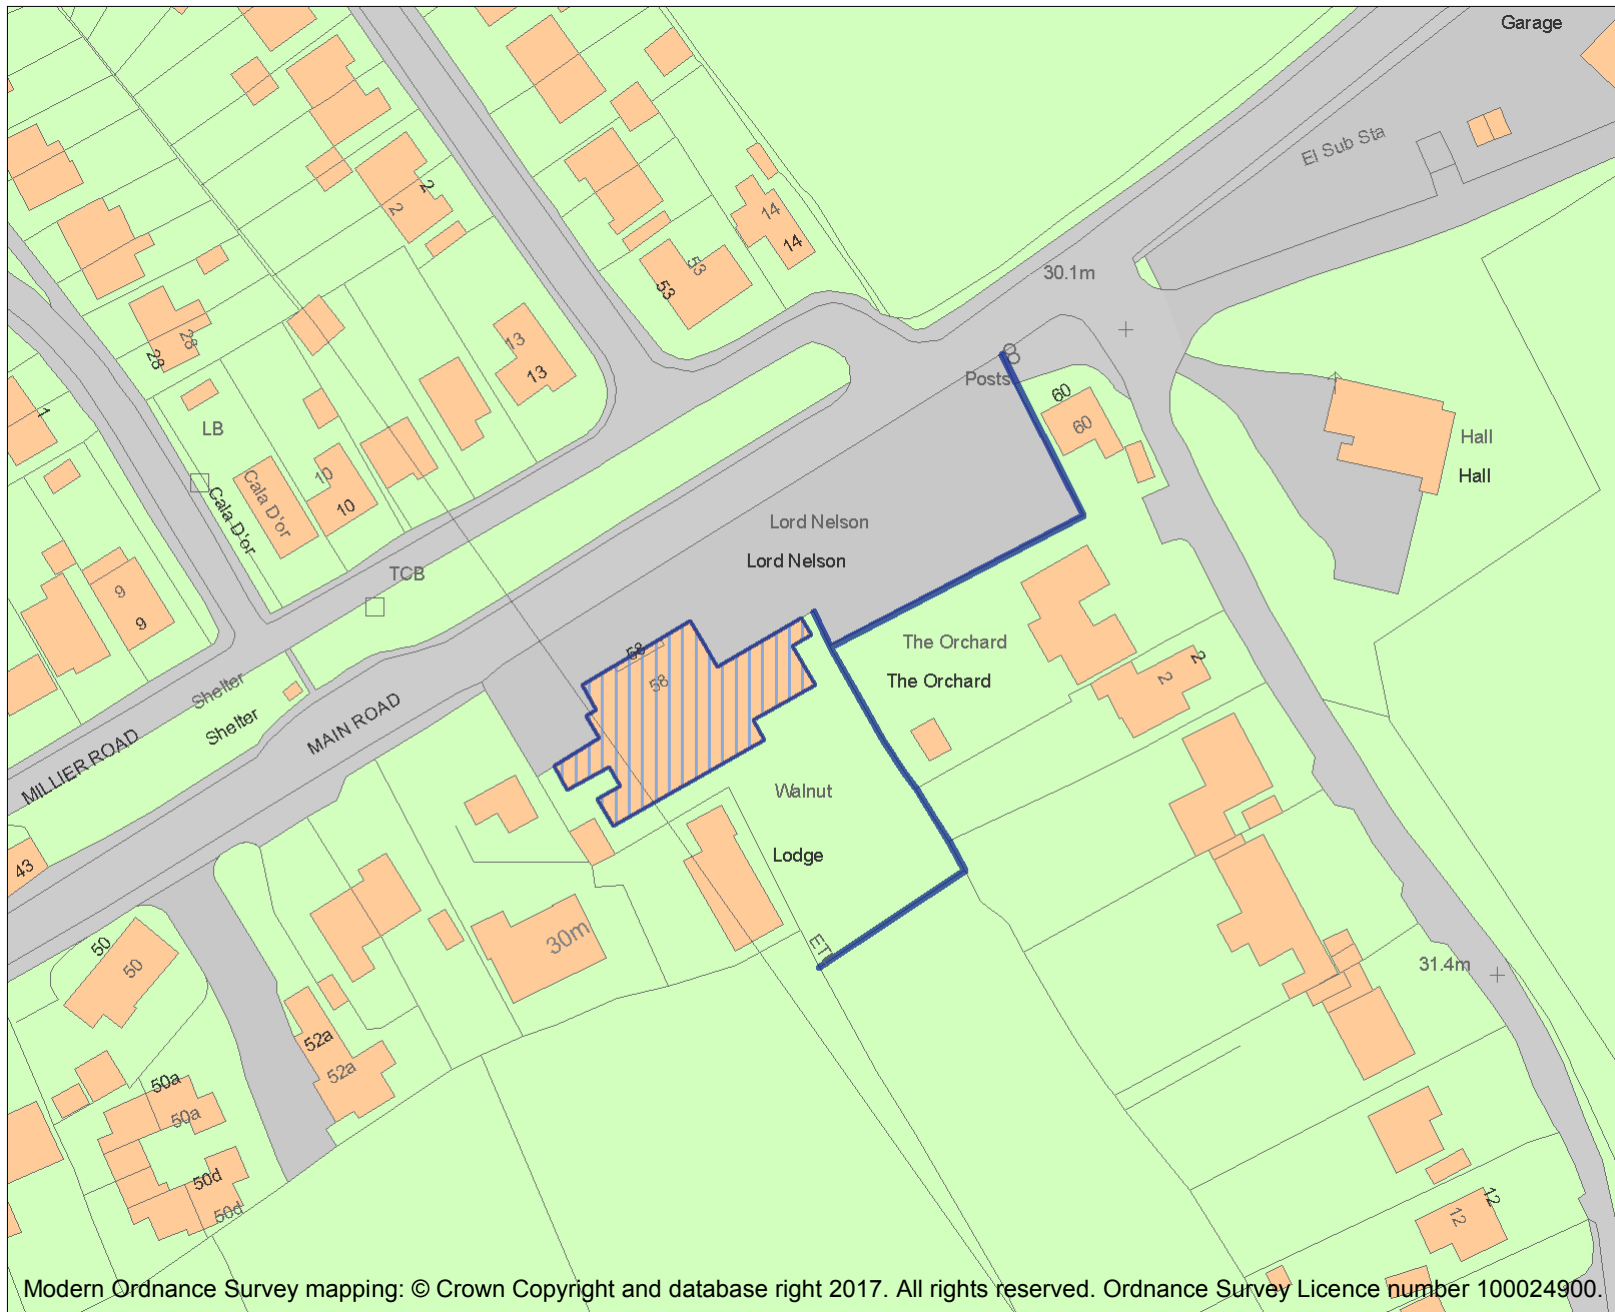 Garage
El Sub Sta
2
2
14
14
30.1m
53
53
28
28
13
13
Posts
60
60
1
LB
Hall
Hall
Cala D'or
Cala D'or
10
10
Lord Nelson
Lord Nelson
TCB
9
9
58
58
The Orchard
The Orchard
2
2
Shelter
Shelter
MAIN ROAD
MILLIER ROAD
Walnut
Lodge
43
30m
50
50
31.4m
52a
52a
50a
50a
50d
50d
12
12
Modern Ordnance Survey mapping: © Crown Copyright and database right 2017. All rights reserved. Ordnance Survey Licence number 100024900.